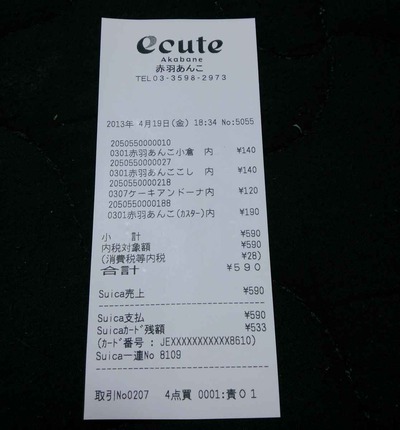 ecute
Akabane
赤羽あんこ
TEL03-3598-2973
2013年 4月19日(金) 18:34 No:5055
2050550000010
0301赤羽あんこ小倉 内 ¥140
2050550000027
0301赤羽あんここし 内 ¥140
2050550000218
0307ケーキアンドーナ内 ¥120
2050550000188
0301赤羽あんこ(カスター)内 ¥190
小 計 ¥590
内税対象額 ¥590
(消費税等内税 ¥28)
合計 ¥590
Suica売上 ¥590
Suica支払 ¥590
Suicaカード残額 ¥533
(カード番号 : JEXXXXXXXXXXX8610)
Suica一連No 8109
取引No0207 4点買 0001:責01